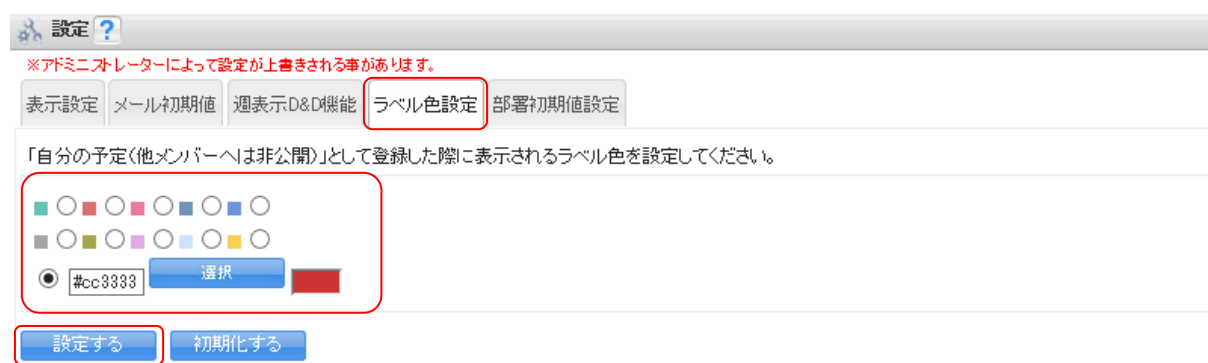 設定 ?
※アドミニストレーターによって設定が上書きされる事があります。
表示設定 メール初期値 週表示D&D機能 ラベル色設定 部署初期値設定
「自分の予定(他メンバーへは非公開)」として登録した際に表示されるラベル色を設定してください。
#cc3333 選択
設定する 初期化する